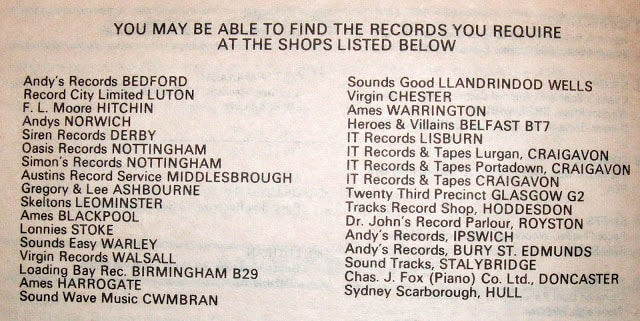 YOU MAY BE ABLE TO FIND THE RECORDS YOU REQUIRE
AT THE SHOPS LISTED BELOW
Andy's Records BEDFORD
Record City Limited LUTON
F. L. Moore HITCHIN
Andys NORWICH
Siren Records DERBY
Oasis Records NOTTINGHAM
Simon's Records NOTTINGHAM
Austins Record Service MIDDLESBROUGH
Gregory & Lee ASHBOURNE
Skeltons LEOMINSTER
Ames BLACKPOOL
Lonnies STOKE
Sounds Easy WARLEY
Virgin Records WALSALL
Loading Bay Rec. BIRMINGHAM B29
Ames HARROGATE
Sound Wave Music CWMBRAN
Sounds Good LLANDRINDOD WELLS
Virgin CHESTER
Ames WARRINGTON
Heroes & Villains BELFAST BT7
IT Records LISBURN
IT Records & Tapes Lurgan, CRAIGAVON
IT Records & Tapes Portadown, CRAIGAVON
IT Records & Tapes CRAIGAVON
Twenty Third Precinct GLASGOW G2
Tracks Record Shop, HODDESDON
Dr. John's Record Parlour, ROYSTON
Andy's Records, IPSWICH
Andy's Records, BURY ST. EDMUNDS
Sound Tracks, STALYBRIDGE
Chas. J. Fox (Piano) Co. Ltd., DONCASTER
Sydney Scarborough, HULL